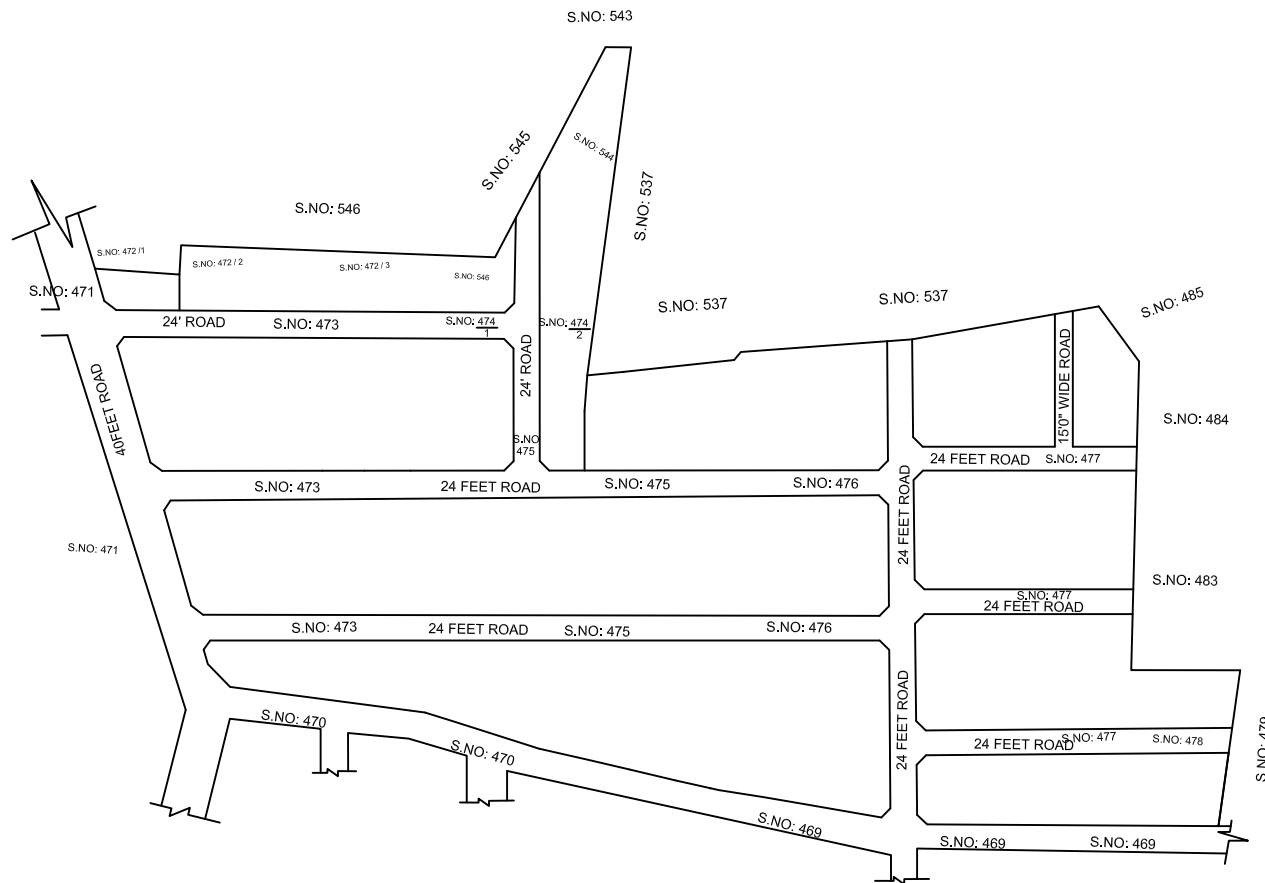 S.NO: 543
S.NO: 545
S.NO: 544
S.NO: 537
S.NO: 546
S.NO: 472 /1
S.NO: 472 / 2
S.NO: 472 / 3
S.NO: 546
S.NO: 471
24' ROAD
S.NO: 473
S.NO: 474
1
S.NO: 474
2
S.NO: 537
S.NO: 537
S.NO: 485
40FEET ROAD
24' ROAD
15'0" WIDE ROAD
S.NO: 484
S.NO
475
24 FEET ROAD
S.NO: 477
S.NO: 473
24 FEET ROAD
S.NO: 475
S.NO: 476
24 FEET ROAD
S.NO: 471
S.NO: 483
S.NO: 477
24 FEET ROAD
S.NO: 473
24 FEET ROAD
S.NO: 475
S.NO: 476
24 FEET ROAD
S.NO: 470
S.NO: 470
24 FEET ROAD
S.NO: 477
S.NO: 478
S.NO: 479
S.NO: 469
S.NO: 469
S.NO: 469